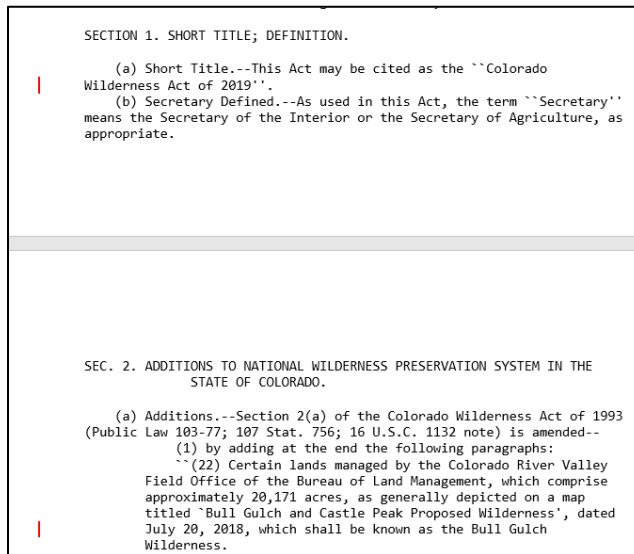 SECTION 1. SHORT TITLE; DEFINITION.
(a) Short Title.--This Act may be cited as the ``Colorado
Wilderness Act of 2019''.
(b) Secretary Defined.--As used in this Act, the term ``Secretary''
means the Secretary of the Interior or the Secretary of Agriculture, as
appropriate.
SEC. 2. ADDITIONS TO NATIONAL WILDERNESS PRESERVATION SYSTEM IN THE
STATE OF COLORADO.
(a) Additions.--Section 2(a) of the Colorado Wilderness Act of 1993
(Public Law 103-77; 107 Stat. 756; 16 U.S.C. 1132 note) is amended--
(1) by adding at the end the following paragraphs:
``(22) Certain lands managed by the Colorado River Valley
Field Office of the Bureau of Land Management, which comprise
approximately 20,171 acres, as generally depicted on a map
titled `Bull Gulch and Castle Peak Proposed Wilderness', dated
July 20, 2018, which shall be known as the Bull Gulch
Wilderness.